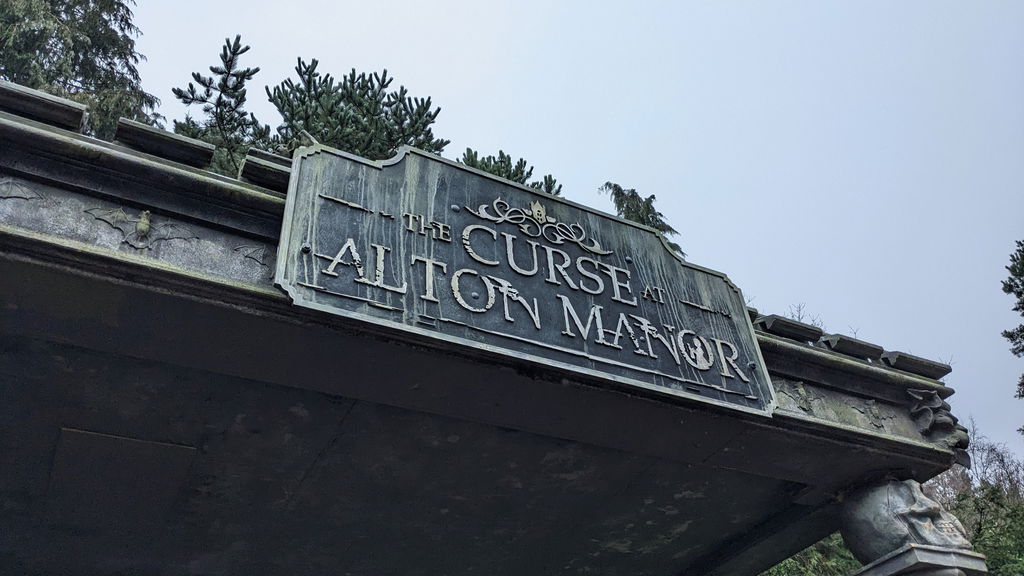 THE CURSE AT
ALTON MANOR